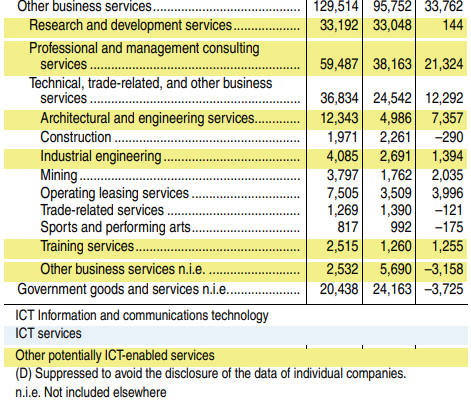 Other business services............................................. 129,514 95,752 33,762
Research and development services.................... 33,192 33,048 144
Professional and management consulting
services ................................................................ 59,487 38,163 21,324
Technical, trade-related, and other business
services ................................................................ 36,834 24,542 12,292
Architectural and engineering services............. 12,343 4,986 7,357
Construction ........................................................ 1,971 2,261 –290
Industrial engineering......................................... 4,085 2,691 1,394
Mining.................................................................. 3,797 1,762 2,035
Operating leasing services ................................. 7,505 3,509 3,996
Trade-related services ........................................ 1,269 1,390 –121
Sports and performing arts................................. 817 992 –175
Training services.................................................. 2,515 1,260 1,255
Other business services n.i.e. ............................ 2,532 5,690 –3,158
Government goods and services n.i.e..................... 20,438 24,163 –3,725
ICT Information and communications technology
ICT services
Other potentially ICT-enabled services
(D) Suppressed to avoid the disclosure of the data of individual companies.
n.i.e. Not included elsewhere